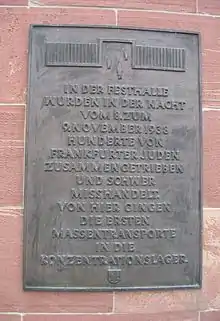 IN DER FESTHALLE
WURDEN IN DER NACHT
VOM 8. ZUM
9. NOVEMBER 1938
HUNDERTE VON
FRANKFURTER JUDEN
ZUSAMMENGETRIEBEN
UND SCHWER
MISSHANDELT.
VON HIER GINGEN
DIE ERSTEN
MASSENTRANSPORTE
IN DIE
KONZENTRATIONSLAGER.